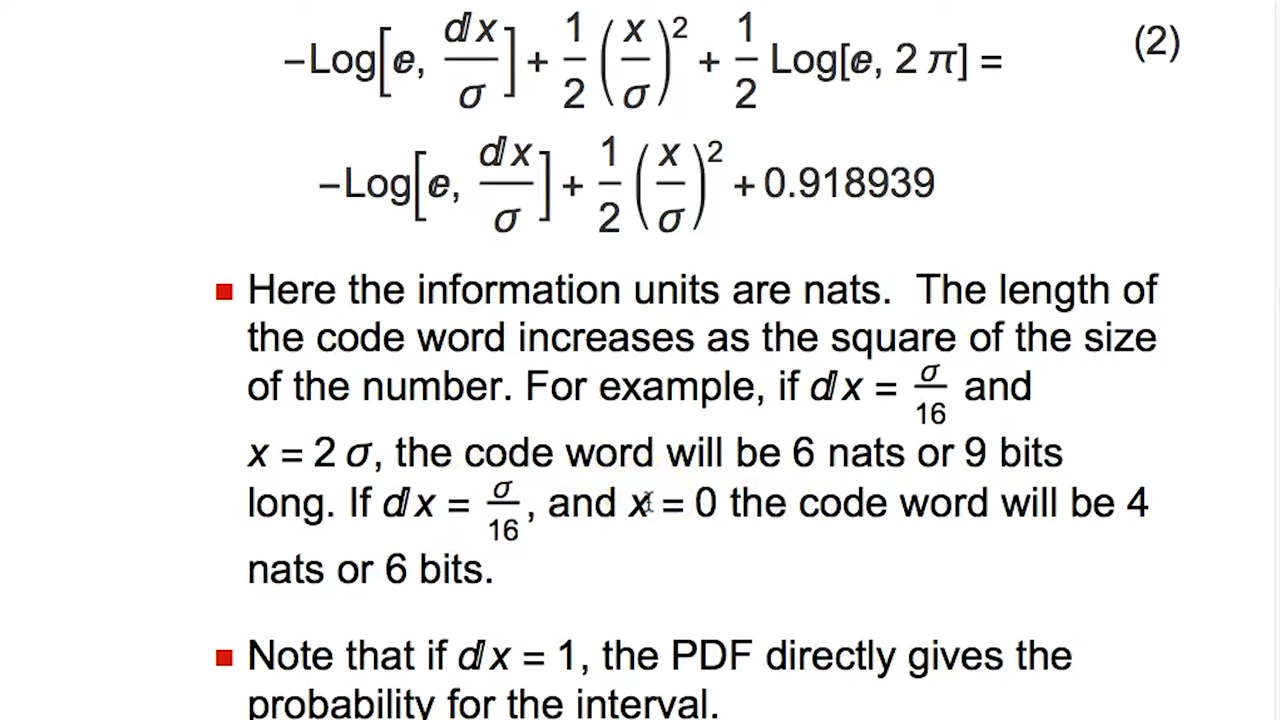 −Log[ⅇ, ⅆx/σ] + 1/2 (x/σ)² + 1/2 Log[ⅇ, 2 π] = (2)
−Log[ⅇ, ⅆx/σ] + 1/2 (x/σ)² + 0.918939
■ Here the information units are nats. The length of
the code word increases as the square of the size
of the number. For example, if ⅆx = σ/16 and
x = 2 σ, the code word will be 6 nats or 9 bits
long. If ⅆx = σ/16, and x = 0 the code word will be 4
nats or 6 bits.
■ Note that if ⅆx = 1, the PDF directly gives the
probability for the interval.